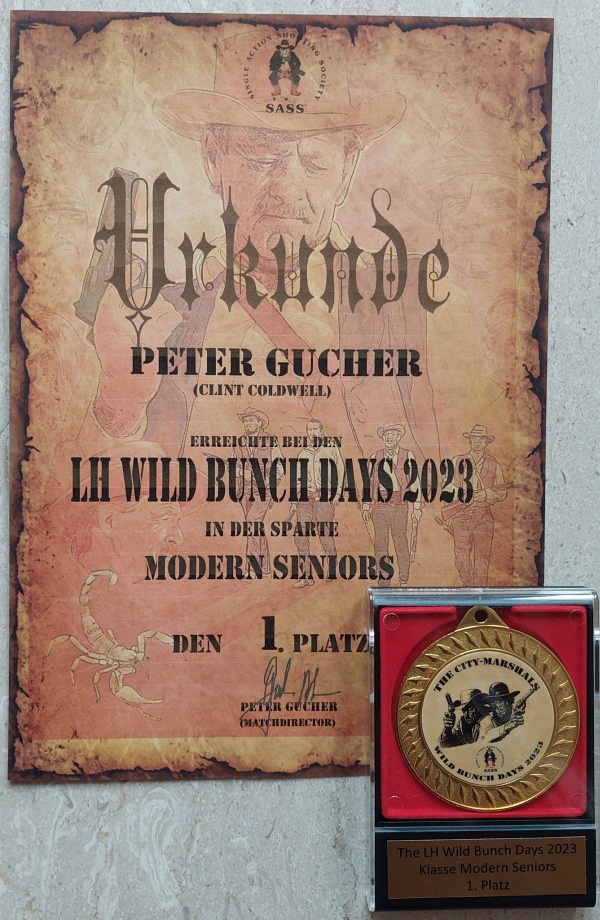 SINGLE ACTION SHOOTING SOCIETY
SASS
Urkunde
PETER GUCHER
(CLINT COLDWELL)
ERREICHTE BEI DEN
LH WILD BUNCH DAYS 2023
IN DER SPARTE
MODERN SENIORS
DEN 1. PLATZ
PETER GUCHER
(MATCHDIRECTOR)
THE CITY-MARSHALS
SASS
WILD BUNCH DAYS 2023
The LH Wild Bunch Days 2023
Klasse Modern Seniors
1. Platz